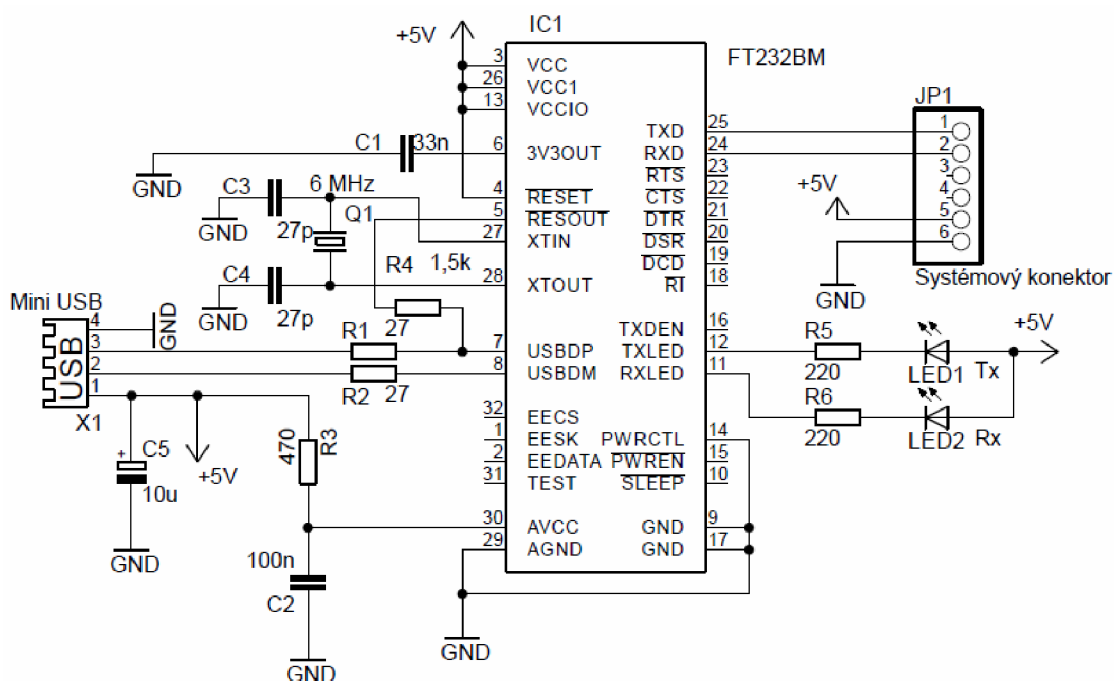 IC1
+5V
FT232BM
3 VCC
26 VCC1
13 VCCIO
JP1
TXD 25 1
C1 33n 6 3V3OUT RXD 24 2
GND
RTS 23 3
C3 6 MHz 4 RESET CTS 22 4
+5V
GND 27p Q1 5 RESOUT DTR 21 5
27 XTIN DSR 20 6
R4 1,5k DCD 19
C4 28 XTOUT RI 18
GND 27p
GND Systémový konektor
Mini USB
4 GND
27
TXDEN 16
R5 +5V
3 R1 7 USBDP TXLED 12
USB
2 8 USBDM RXLED 11
220 LED1 Tx
1 R2 27
R6
X1
32 EECS
220 LED2 Rx
C5 470 R3 1 EESK PWRCTL 14
+
2 EEDATA PWREN 15
+5V
10u 31 TEST SLEEP 10
30 AVCC GND 9
29 AGND GND 17
GND 100n
C2
GND
GND